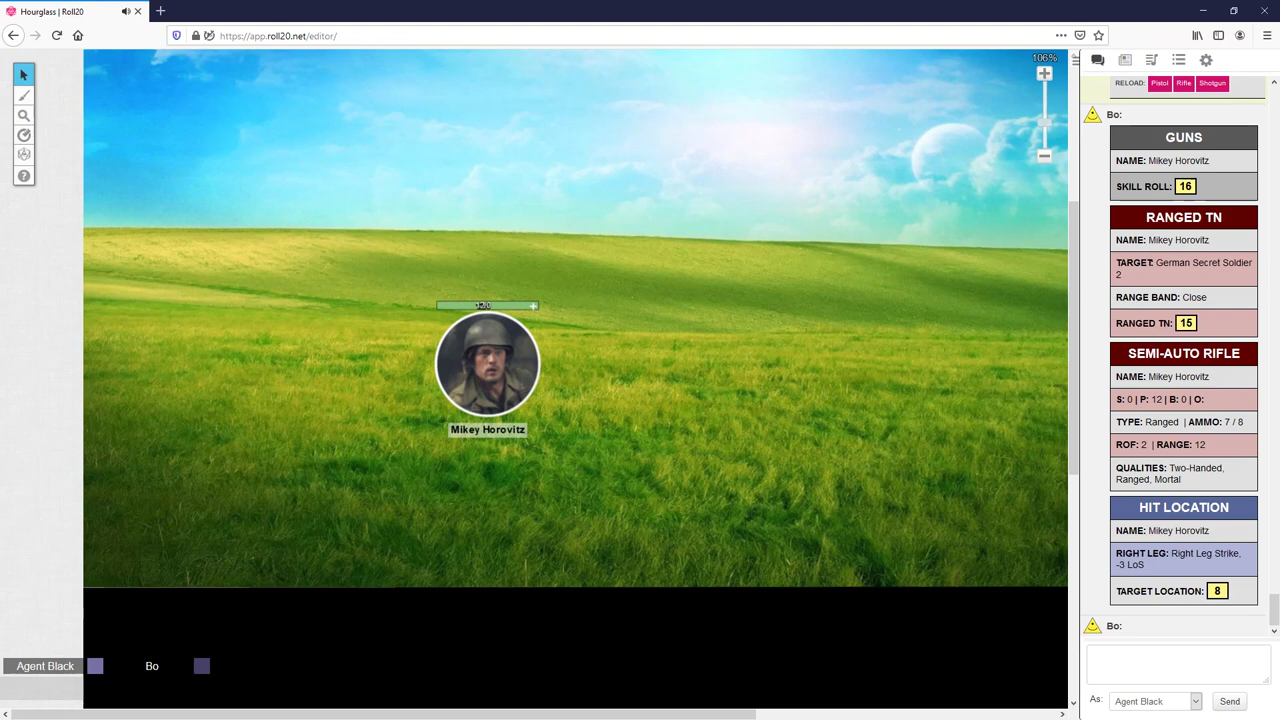 Hourglass | Roll20
https://app.roll20.net/editor/
106%
RELOAD: Pistol Rifle Shotgun
Bo:
GUNS
NAME: Mikey Horovitz
SKILL ROLL: 16
RANGED TN
NAME: Mikey Horovitz
TARGET: German Secret Soldier
2
RANGE BAND: Close
RANGED TN: 15
SEMI-AUTO RIFLE
NAME: Mikey Horovitz
S: 0 | P: 12 | B: 0 | O:
TYPE: Ranged | AMMO: 7 / 8
ROF: 2 | RANGE: 12
QUALITIES: Two-Handed,
Ranged, Mortal
HIT LOCATION
NAME: Mikey Horovitz
RIGHT LEG: Right Leg Strike,
-3 LoS
TARGET LOCATION: 8
Bo:
Mikey Horovitz
Agent Black
Bo
As: Agent Black Send